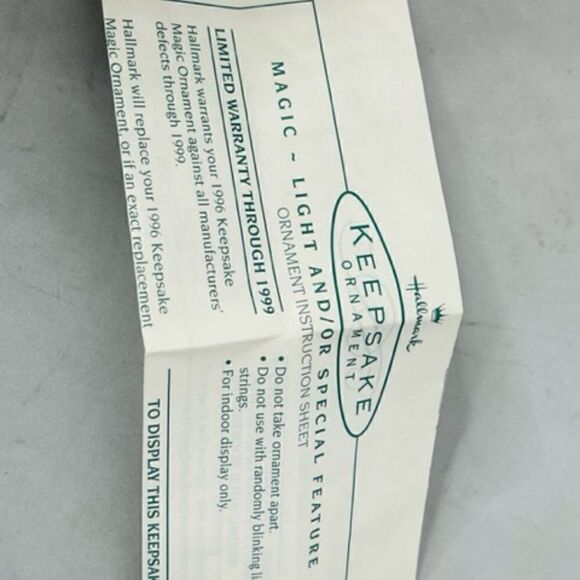 Hallmark
KEEPSAKE
ORNAMENT
MAGIC ~ LIGHT AND/OR SPECIAL FEATURE
ORNAMENT INSTRUCTION SHEET
LIMITED WARRANTY THROUGH 1999
Hallmark warrants your 1996 Keepsake
Magic Ornament against all manufacturers'
defects through 1999.
Hallmark will replace your 1996 Keepsake
Magic Ornament, or if an exact replacement
• Do not take ornament apart.
• Do not use with randomly blinking
strings.
• For indoor display only.
TO DISPLAY THIS